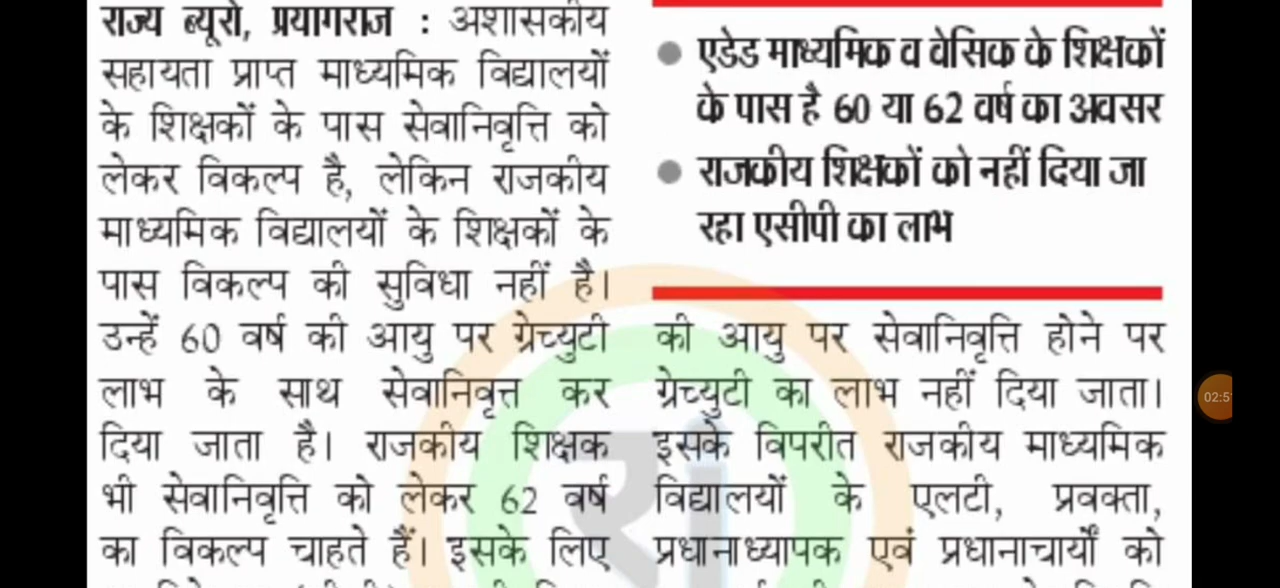 राज्य ब्यूरो, प्रयागराज : अशासकीय
सहायता प्राप्त माध्यमिक विद्यालयों
के शिक्षकों के पास सेवानिवृत्ति को
लेकर विकल्प है, लेकिन राजकीय
माध्यमिक विद्यालयों के शिक्षकों के
पास विकल्प की सुविधा नहीं है।
उन्हें 60 वर्ष की आयु पर ग्रेच्युटी
लाभ के साथ सेवानिवृत्त कर
दिया जाता है। राजकीय शिक्षक
भी सेवानिवृत्ति को लेकर 62 वर्ष
का विकल्प चाहते हैं। इसके लिए
● एडेड माध्यमिक व बेसिक के शिक्षकों
के पास है 60 या 62 वर्ष का अवसर
● राजकीय शिक्षकों को नहीं दिया जा
रहा एसीपी का लाभ
की आयु पर सेवानिवृत्ति होने पर
ग्रेच्युटी का लाभ नहीं दिया जाता।
इसके विपरीत राजकीय माध्यमिक
विद्यालयों के एलटी, प्रवक्ता,
प्रधानाध्यापक एवं प्रधानाचार्यों को
रा